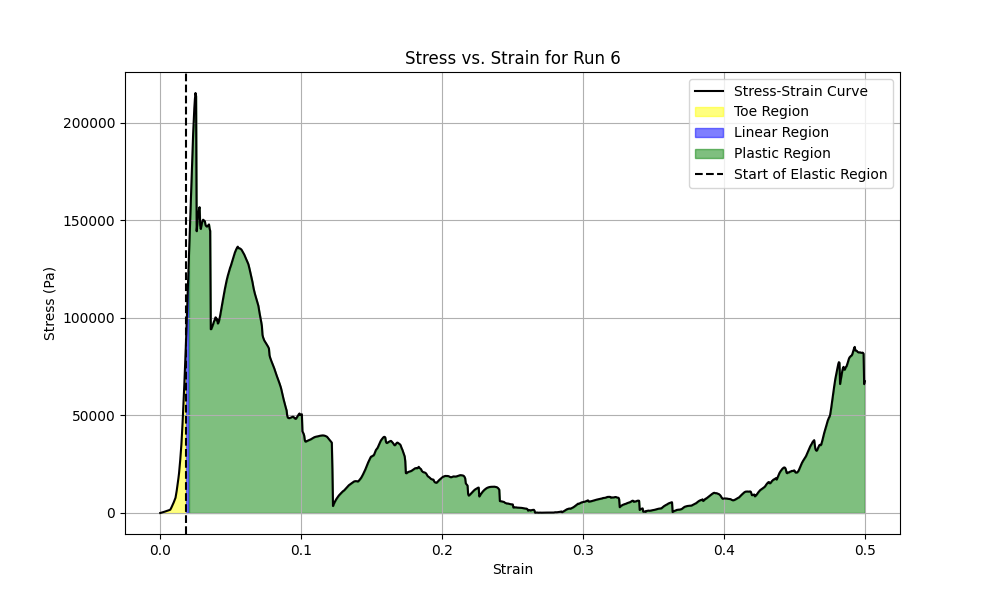 Stress vs. Strain for Run 6
Stress-Strain Curve
Toe Region
Linear Region
Plastic Region
Start of Elastic Region
Stress (Pa)
200000
150000
100000
50000
0
0.0
0.1
0.2
0.3
0.4
0.5
Strain